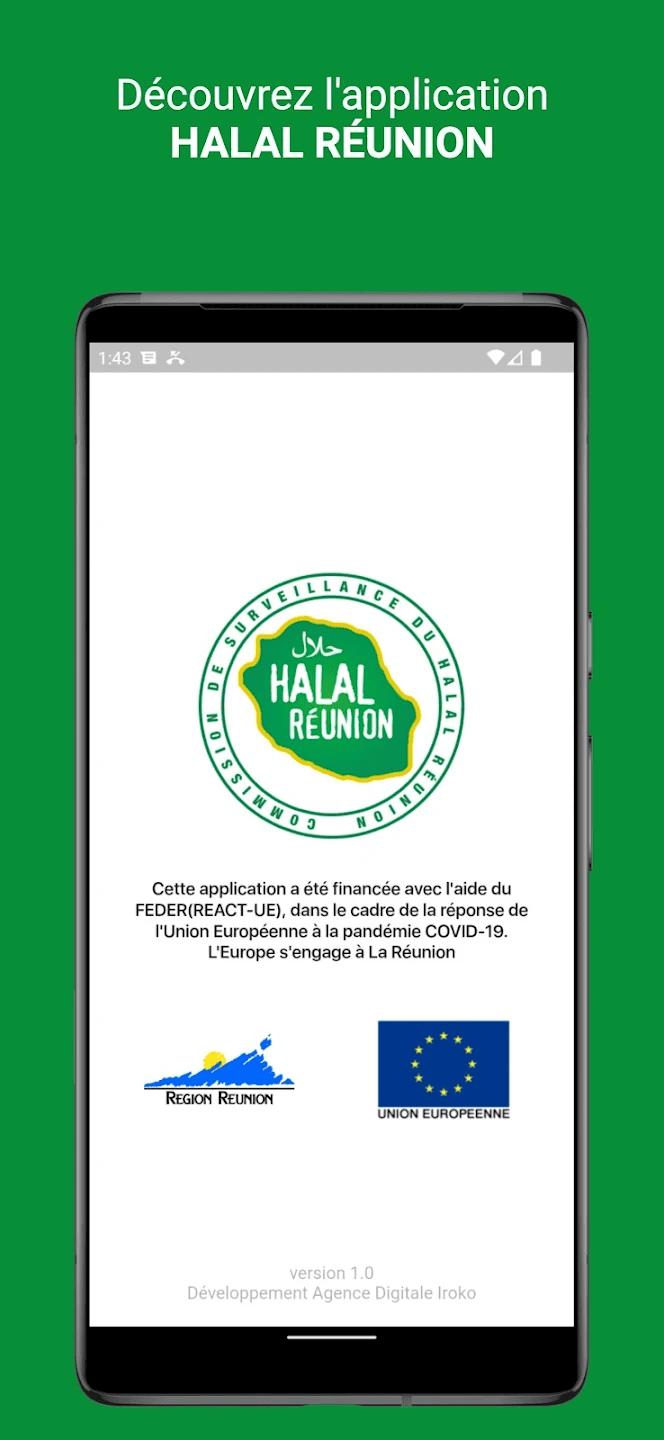 Découvrez l'application
HALAL RÉUNION
1:43
COMMISSION DE SURVEILLANCE DU HALAL RÉUNION
حلال
HALAL
RÉUNION
Cette application a été financée avec l'aide du
FEDER(REACT-UE), dans le cadre de la réponse de
l'Union Européenne à la pandémie COVID-19.
L'Europe s'engage à La Réunion
REGION REUNION
UNION EUROPEENNE
version 1.0
Développement Agence Digitale Iroko